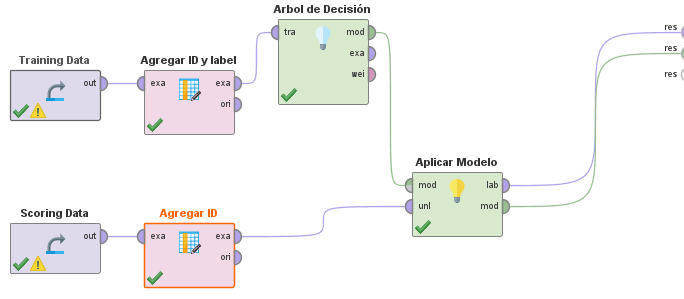 Arbol de Decisión
tra mod
exa
wei
Training Data
out
Agregar ID y label
exa exa
ori
res
res
res
Aplicar Modelo
mod lab
unl mod
Scoring Data
out
Agregar ID
exa exa
ori